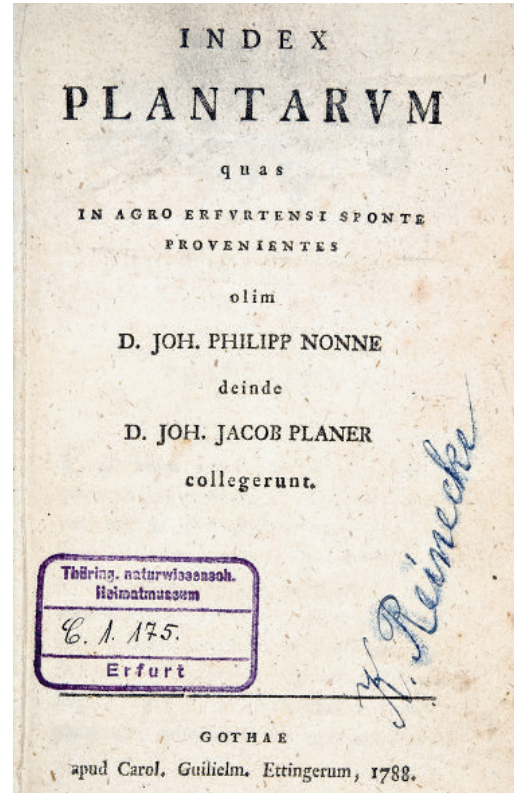 INDEX
PLANTARVM
quas
IN AGRO ERFVRTENSI SPONTE
PROVENIENTES
olim
D. JOH. PHILIPP NONNE
deinde
D. JOH. JACOB PLANER
collegerunt.
K. Reinecke
Thüring. naturwissensch.
Heimatmuseum
C. 1. 175.
Erfurt
GOTHAE
apud Carol. Guilielm. Ettingerum, 1788.